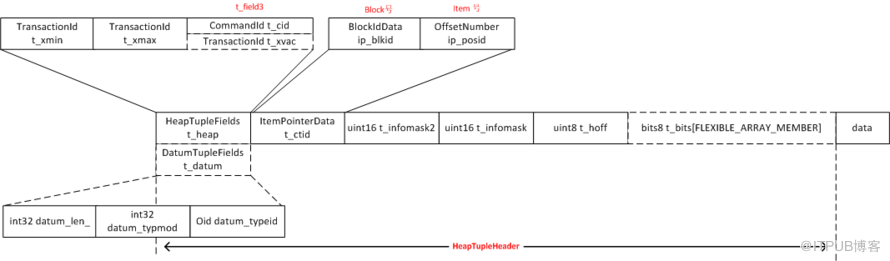 t_field3
Block号
Item 号
TransactionId
t_xmin
TransactionId
t_xmax
CommandId t_cid
TransactionId t_xvac
BlockIdData
ip_blkid
OffsetNumber
ip_posid
HeapTupleFields
t_heap
ItemPointerData
t_ctid
uint16 t_infomask2
uint16 t_infomask
uint8 t_hoff
bits8 t_bits[FLEXIBLE_ARRAY_MEMBER]
data
DatumTupleFields
t_datum
int32 datum_len_
int32
datum_typmod
Oid datum_typeid
HeapTupleHeader
@ITPUB博客